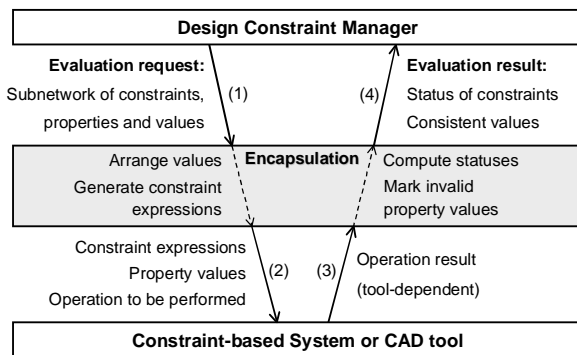 Design Constraint Manager
Evaluation request:
Subnetwork of constraints,
properties and values
(1)
(4)
Evaluation result:
Status of constraints
Consistent values
Arrange values
Generate constraint
expressions
Encapsulation
Compute statuses
Mark invalid
property values
Constraint expressions
Property values
Operation to be performed
(2)
(3)
Operation result
(tool-dependent)
Constraint-based System or CAD tool